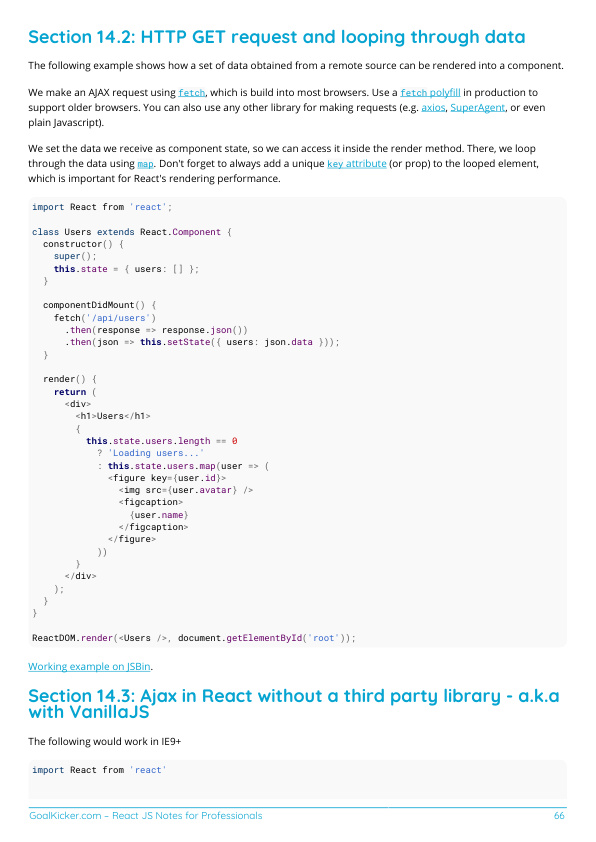 Section 14.2: HTTP GET request and looping through data
The following example shows how a set of data obtained from a remote source can be rendered into a component.
We make an AJAX request using fetch, which is build into most browsers. Use a fetch polyfill in production to
support older browsers. You can also use any other library for making requests (e.g. axios, SuperAgent, or even
plain Javascript).
We set the data we receive as component state, so we can access it inside the render method. There, we loop
through the data using map. Don't forget to always add a unique key attribute (or prop) to the looped element,
which is important for React's rendering performance.
import React from 'react';
class Users extends React.Component {
  constructor() {
    super();
    this.state = { users: [] };
  }
  componentDidMount() {
    fetch('/api/users')
      .then(response => response.json())
      .then(json => this.setState({ users: json.data }));
  }
  render() {
    return (
      <div>
        <h1>Users</h1>
        {
          this.state.users.length == 0
            ? 'Loading users...'
            : this.state.users.map(user => (
              <figure key={user.id}>
                <img src={user.avatar} />
                <figcaption>
                  {user.name}
                </figcaption>
              </figure>
            ))
        }
      </div>
    );
  }
}
ReactDOM.render(<Users />, document.getElementById('root'));
Working example on JSBin.
Section 14.3: Ajax in React without a third party library - a.k.a
with VanillaJS
The following would work in IE9+
import React from 'react'
GoalKicker.com – React JS Notes for Professionals 66